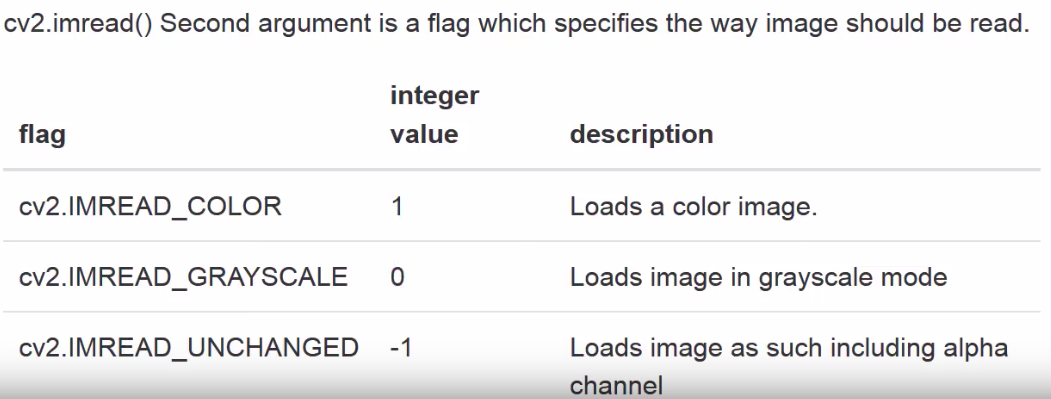 cv2.imread() Second argument is a flag which specifies the way image should be read.
integer
flag value description
cv2.IMREAD_COLOR 1 Loads a color image.
cv2.IMREAD_GRAYSCALE 0 Loads image in grayscale mode
cv2.IMREAD_UNCHANGED -1 Loads image as such including alpha
channel